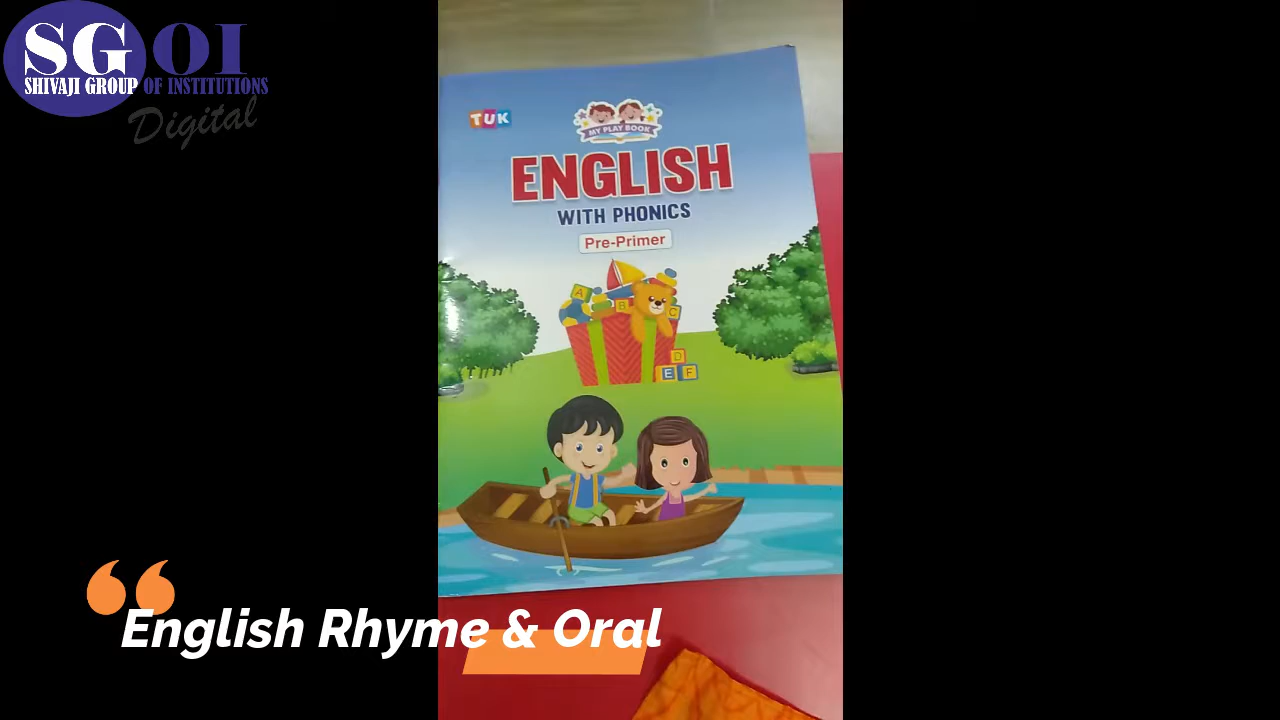 SGOI
SHIVAJI GROUP OF INSTITUTIONS
Digital
TUK
MY PLAY BOOK
ENGLISH
WITH PHONICS
Pre-Primer
A
B
C
D
E F
English Rhyme & Oral